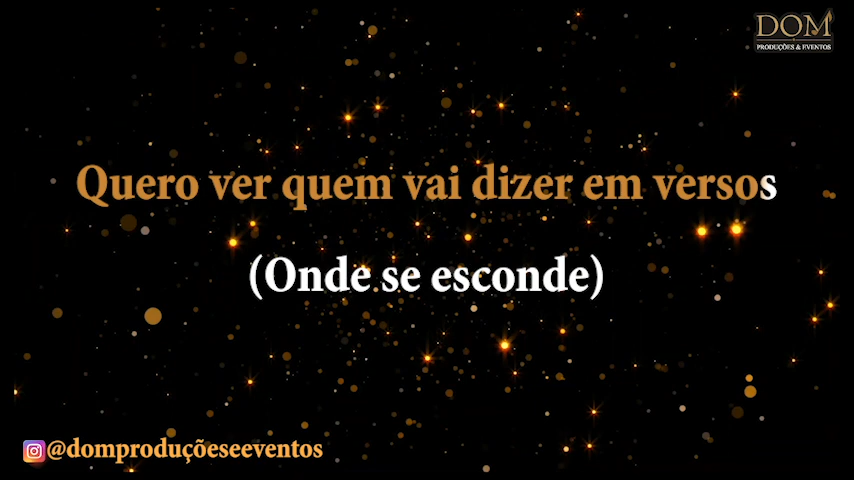 DOM
PRODUÇÕES & EVENTOS
Quero ver quem vai dizer em versos
(Onde se esconde)
@domproduçõeseeventos